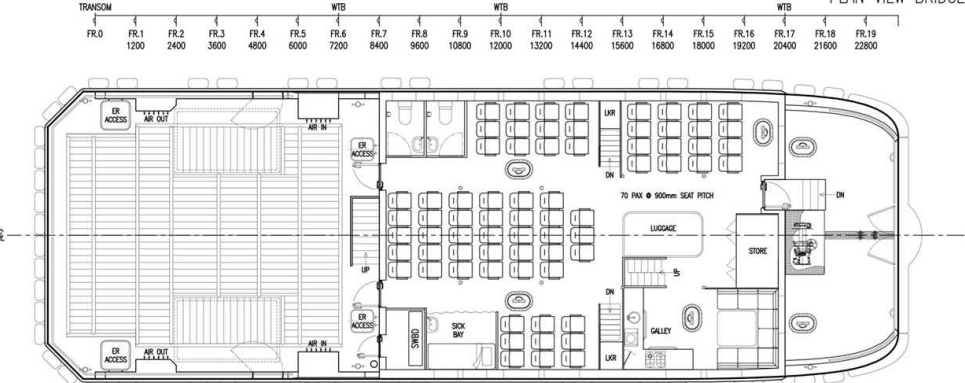 PLAN VIEW BRIDGE
TRANSOM WTB WTB WTB
FR.0 FR.1 FR.2 FR.3 FR.4 FR.5 FR.6 FR.7 FR.8 FR.9 FR.10 FR.11 FR.12 FR.13 FR.14 FR.15 FR.16 FR.17 FR.18 FR.19
1200 2400 3600 4800 6000 7200 8400 9600 10800 12000 13200 14400 15600 16800 18000 19200 20400 21600 22800
ER
ACCESS
AIR OUT
AIR IN
ER
ACCESS
LKR
DN
70 PAX @ 900mm SEAT PITCH
DN
LUGGAGE
STORE
UP
UP
DN
ER
ACCESS
SWBD
SICK
BAY
GALLEY
LKR
ER
ACCESS
AIR OUT
AIR IN